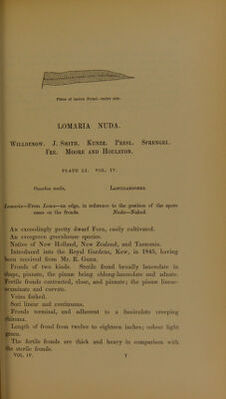 Pinna of barren frond—under side.
LOMARIA NUDA.
WILLDENOW. J. SMITH. KUNZE. PRESL. SPRENGEL.
FEE. MOORE AND HOULSTON.
PLATE LI. VOL. IV.
Onoclea nuda, LABILLARDIERE.
Lomaria—From Loma—an edge, in reference to the position of the spore
cases on the fronds. Nuda—Naked.
AN exceedingly pretty dwarf Fern, easily cultivated.
An evergreen greenhouse species.
Native of New Holland, New Zealand, and Tasmania.
Introduced into the Royal Gardens, Kew, in 1845, having
been received from Mr. R. Gunn.
Fronds of two kinds. Sterile frond broadly lanceolate in
shape, pinnate, the pinnæ being oblong-lanceolate and adnate.
Fertile fronds contracted, close, and pinnate; the pinnæ linear-
acuminate and curvate.
Veins forked.
Sori linear and continuous.
Fronds terminal, and adherent to a fasciculate creeping
rhizoma.
Length of frond from twelve to eighteen inches; colour light
green.
The fertile fronds are thick and heavy in comparison with
the sterile fronds.
VOL. IV.